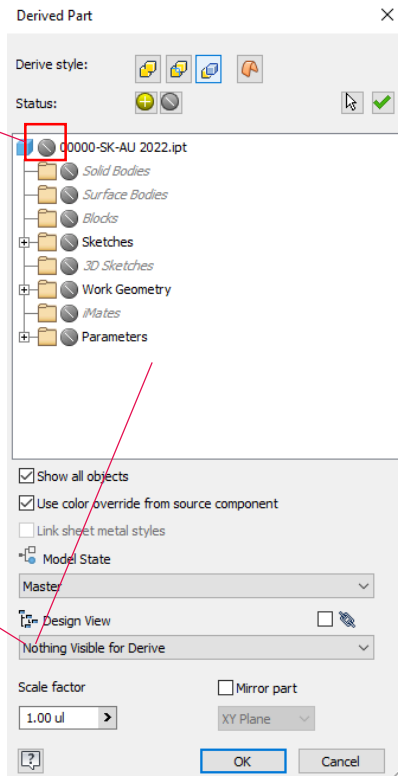 Derived Part
Derive style:
Status:
00000-SK-AU 2022.ipt
Solid Bodies
Surface Bodies
Blocks
Sketches
3D Sketches
Work Geometry
iMates
Parameters
Show all objects
Use color override from source component
Link sheet metal styles
Model State
Master
Design View
Nothing Visible for Derive
Scale factor
Mirror part
1.00 ul
XY Plane
OK
Cancel